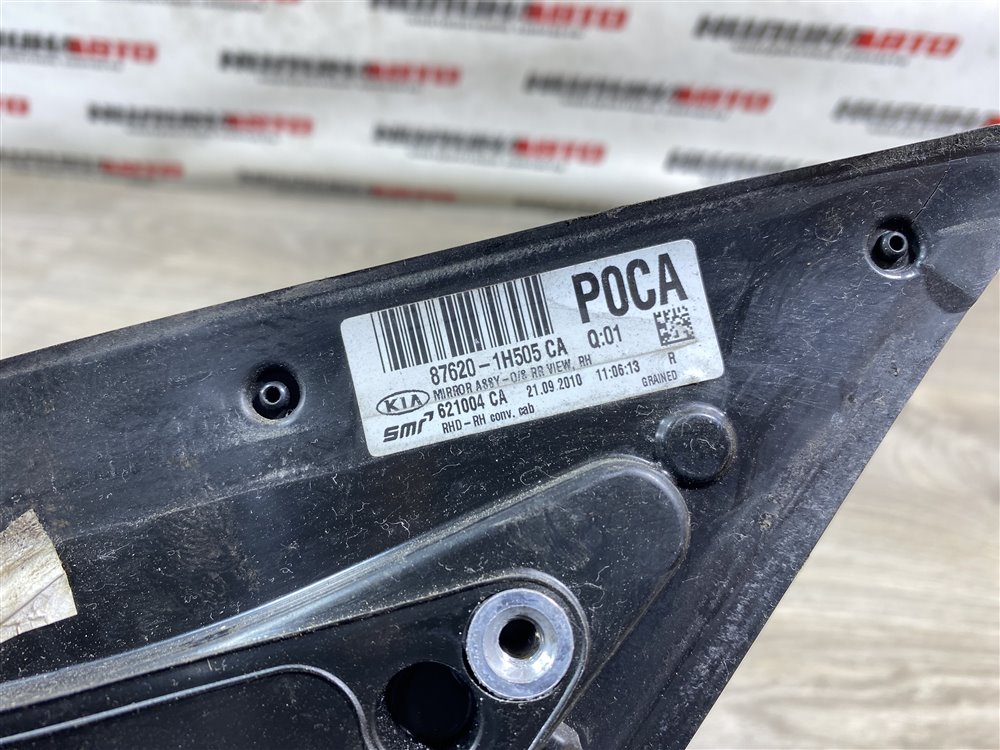 POCA
87620-1H505 CA Q:01
KIA MIRROR ASSY-O/S RR VIEW, RH R
smr 621004 CA 21.09.2010 11:06:13 GRAINED
RHD-RH conv. cab